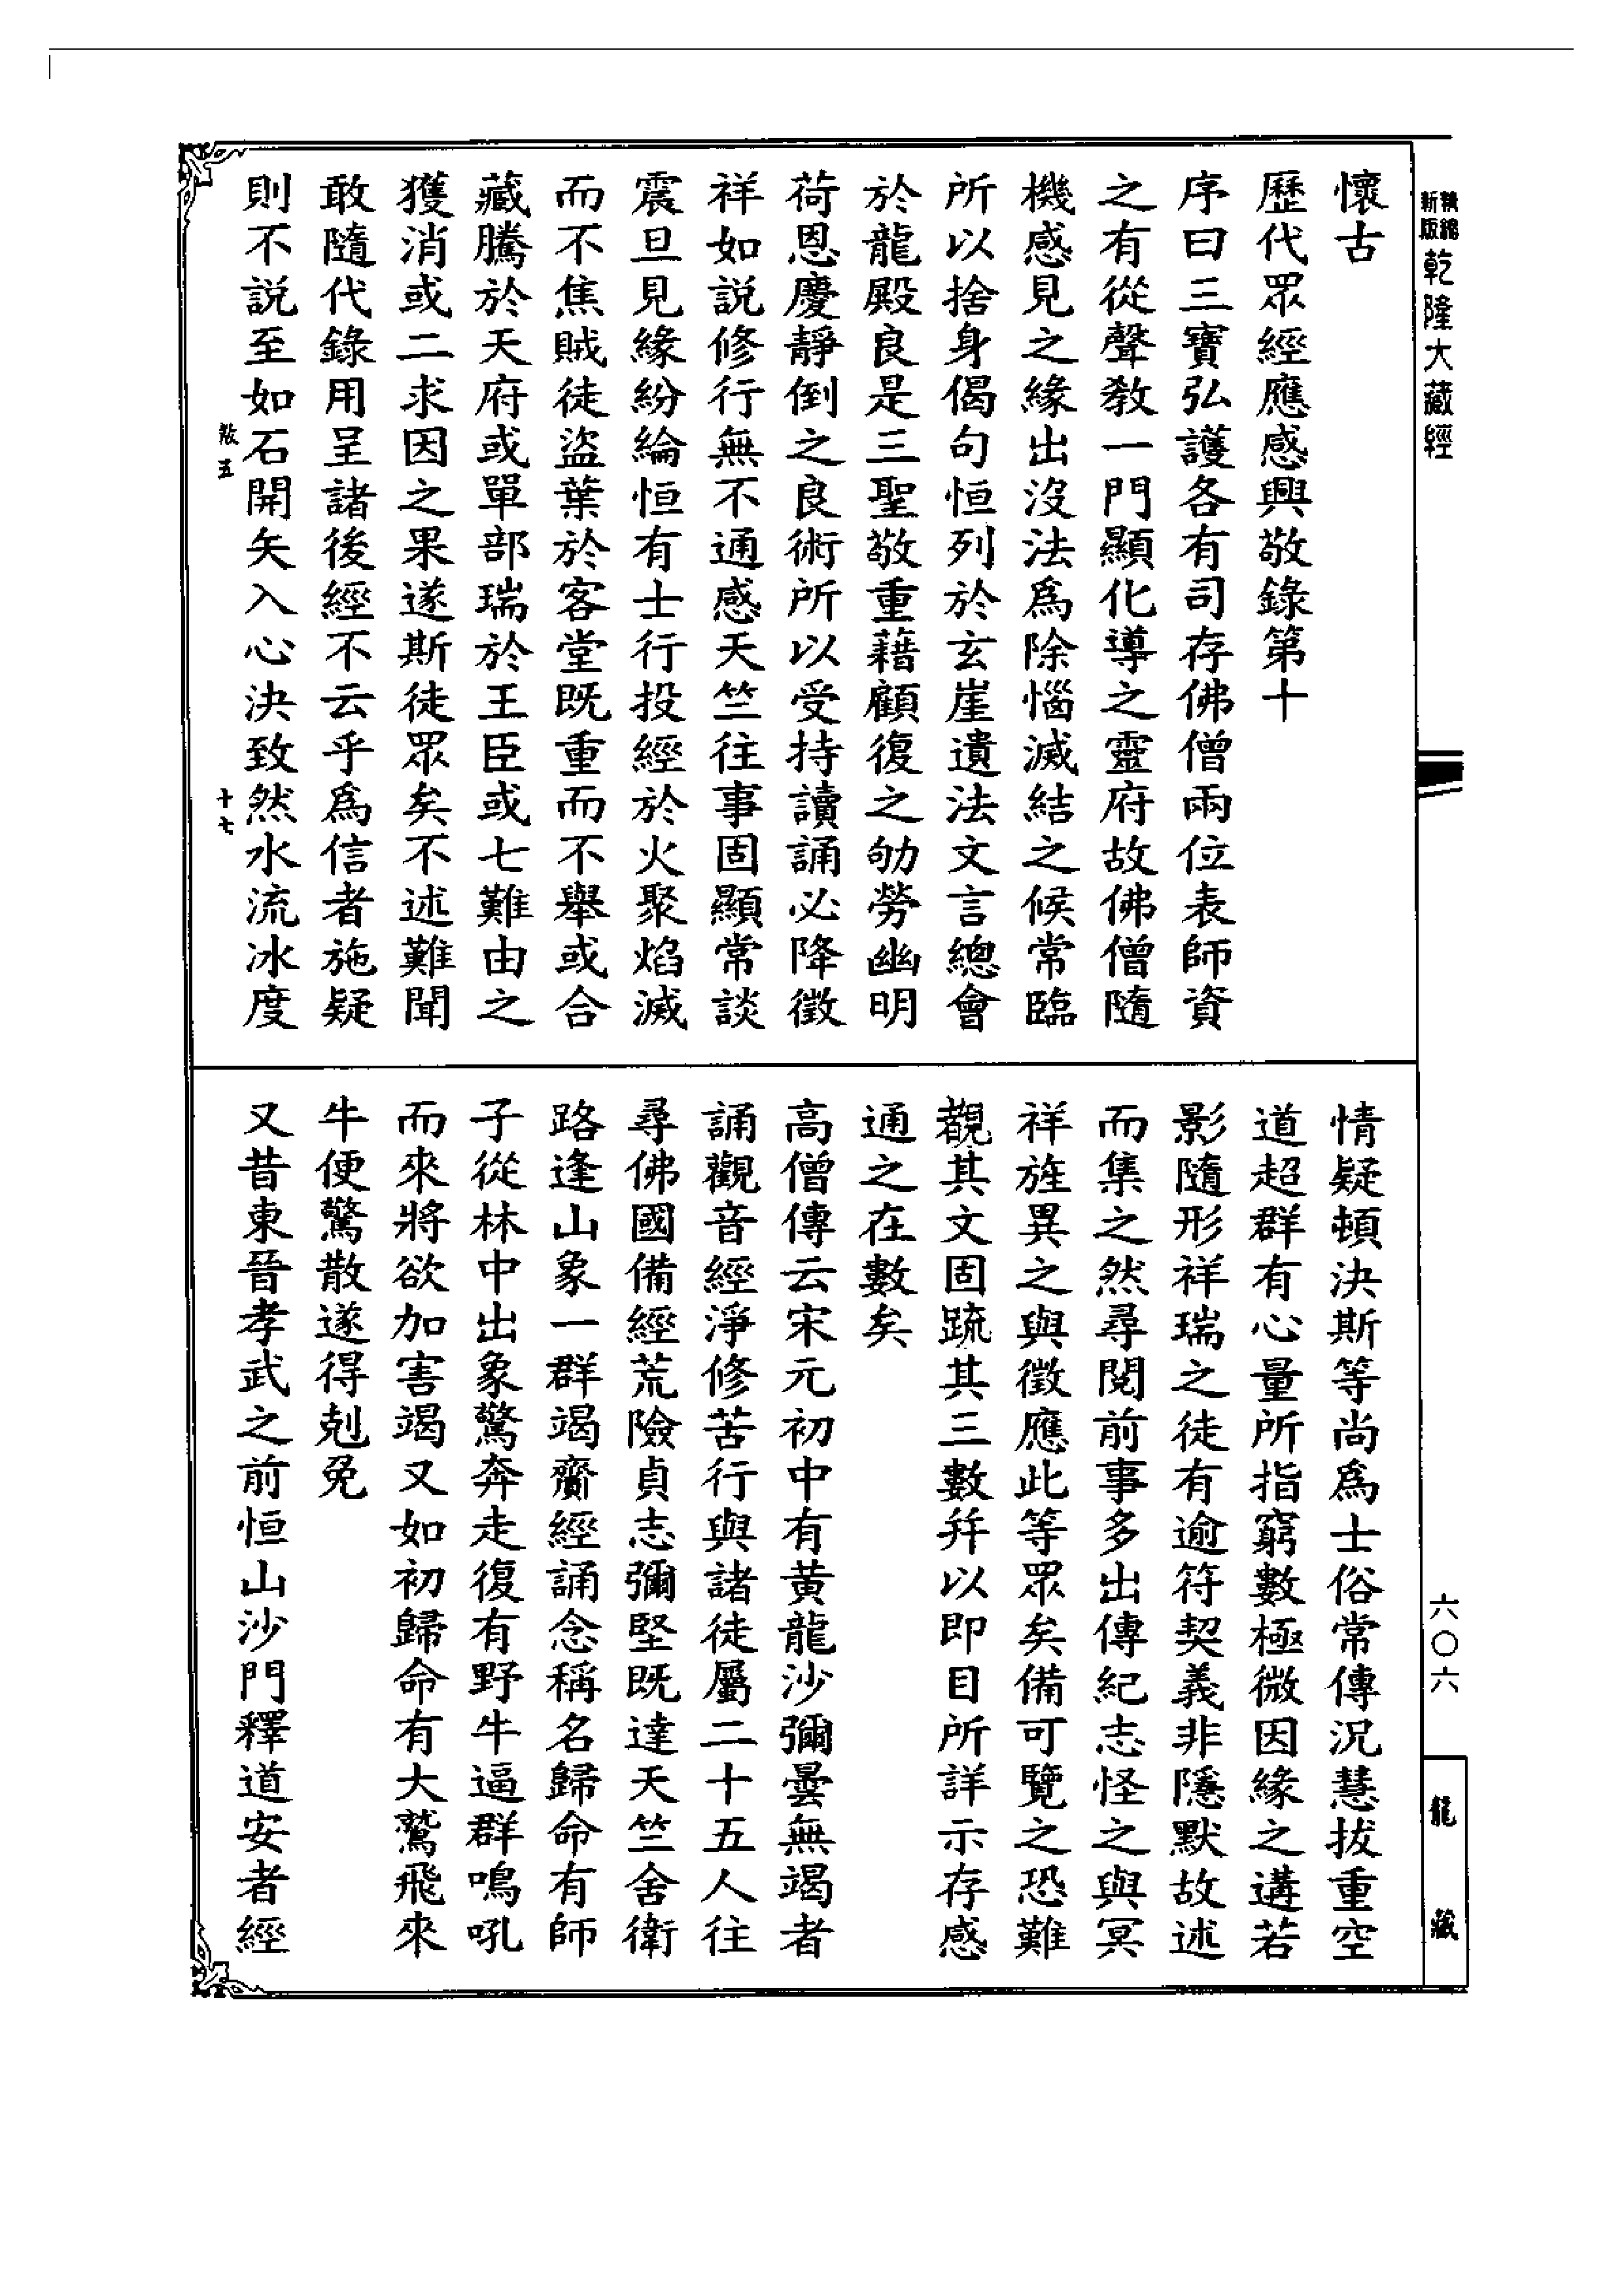 精縮新版乾隆大藏經
懷古
歷代眾經應感興敬錄第十
序曰三寶弘護各有司存佛僧兩位表師資
之有從聲教一門顯化導之靈府故佛僧隨
機感見之緣出沒法爲除惱滅結之候常臨
所以捨身偈句恒列於玄崖遺法文言總會
於龍殿良是三聖敬重藉顧復之劬勞幽明
荷恩慶靜倒之良術所以受持讀誦必降徵
祥如說修行無不通感天竺往事固顯常談
震旦見緣紛綸恒有士行投經於火聚焰滅
而不焦賊徒盜葉於客堂既重而不舉或合
藏騰於天府或單部瑞於王臣或七難由之
獲消或二求因之果遂斯徒眾矣不述難聞
敢隨代錄用呈諸後經不云乎爲信者施疑
則不說至如石開矢入心決致然水流冰度
十七
情疑頓決斯等尚爲士俗常傳況慧拔重空
道超群有心量所指窮數極微因緣之遘若
影隨形祥瑞之徒有逾符契義非隱默故述
而集之然尋閱前事多出傳紀志怪之與冥
祥旌異之與徵應此等眾矣備可覽之恐難
覩其文固䟽其三數并以即目所詳示存感
通之在數矣
高僧傳云宋元初中有黃龍沙彌曇無竭者
誦觀音經淨修苦行與諸徒屬二十五人往
尋佛國備經荒險貞志彌堅既達天竺舍衛
路逢山象一群竭齎經誦念稱名歸命有師
子從林中出象驚奔走復有野牛逼群鳴吼
而來將欲加害竭又如初歸命有大鷲飛來
牛便驚散遂得剋免
又昔東晉孝武之前恒山沙門釋道安者經
六〇六
龍藏